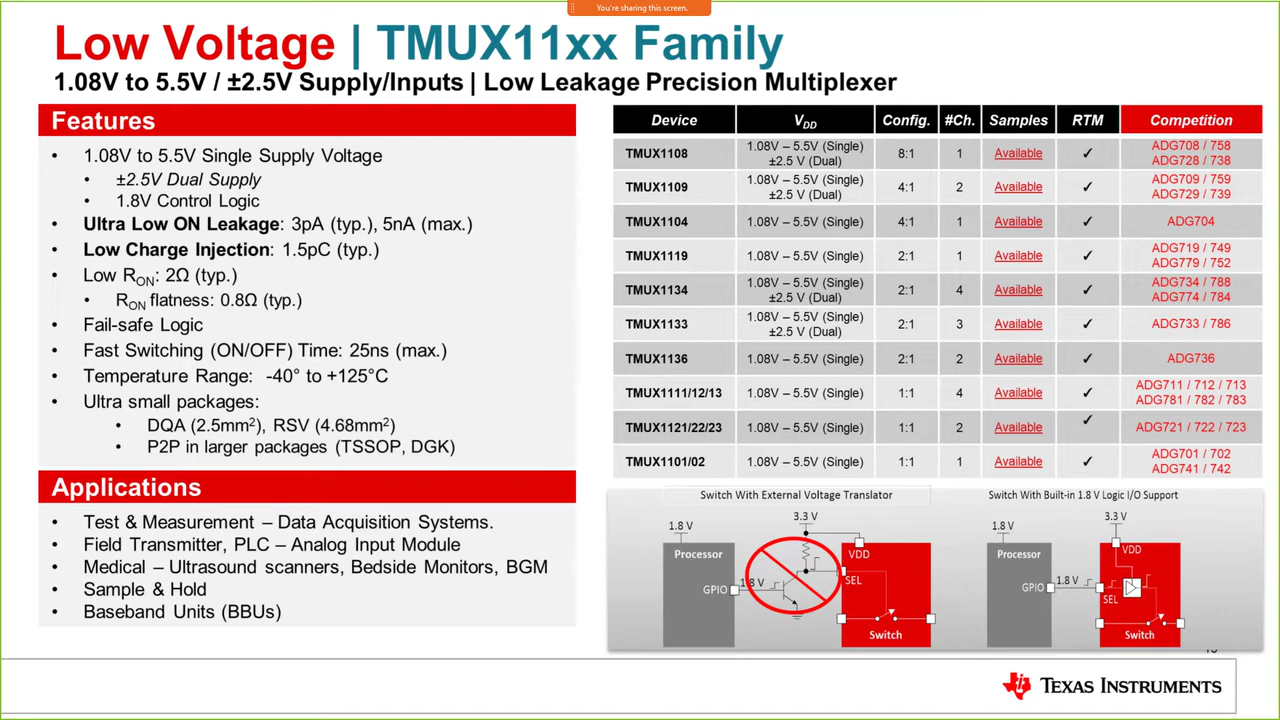 You're sharing this screen.
Low Voltage | TMUX11xx Family
1.08V to 5.5V / ±2.5V Supply/Inputs | Low Leakage Precision Multiplexer
Features
• 1.08V to 5.5V Single Supply Voltage
• ±2.5V Dual Supply
• 1.8V Control Logic
• Ultra Low ON Leakage: 3pA (typ.), 5nA (max.)
• Low Charge Injection: 1.5pC (typ.)
• Low RON: 2Ω (typ.)
• RON flatness: 0.8Ω (typ.)
• Fail-safe Logic
• Fast Switching (ON/OFF) Time: 25ns (max.)
• Temperature Range: -40° to +125°C
• Ultra small packages:
• DQA (2.5mm²), RSV (4.68mm²)
• P2P in larger packages (TSSOP, DGK)
Applications
• Test & Measurement – Data Acquisition Systems.
• Field Transmitter, PLC – Analog Input Module
• Medical – Ultrasound scanners, Bedside Monitors, BGM
• Sample & Hold
• Baseband Units (BBUs)
Device VDD Config. #Ch. Samples RTM Competition
TMUX1108 1.08V – 5.5V (Single) 8:1 1 Available ✓ ADG708 / 758
±2.5 V (Dual) ADG728 / 738
TMUX1109 1.08V – 5.5V (Single) 4:1 2 Available ✓ ADG709 / 759
±2.5 V (Dual) ADG729 / 739
TMUX1104 1.08V – 5.5V (Single) 4:1 1 Available ✓ ADG704
TMUX1119 1.08V – 5.5V (Single) 2:1 1 Available ✓ ADG719 / 749
ADG779 / 752
TMUX1134 1.08V – 5.5V (Single) 2:1 4 Available ✓ ADG734 / 788
±2.5 V (Dual) ADG774 / 784
TMUX1133 1.08V – 5.5V (Single) 2:1 3 Available ✓ ADG733 / 786
±2.5 V (Dual)
TMUX1136 1.08V – 5.5V (Single) 2:1 2 Available ✓ ADG736
TMUX1111/12/13 1.08V – 5.5V (Single) 1:1 4 Available ✓ ADG711 / 712 / 713
ADG781 / 782 / 783
TMUX1121/22/23 1.08V – 5.5V (Single) 1:1 2 Available ✓ ADG721 / 722 / 723
TMUX1101/02 1.08V – 5.5V (Single) 1:1 1 Available ✓ ADG701 / 702
ADG741 / 742
Switch With External Voltage Translator
1.8 V
3.3 V
Processor
VDD
GPIO
1.8 V
SEL
Switch
Switch With Built-in 1.8 V Logic I/O Support
1.8 V
3.3 V
Processor
VDD
GPIO
1.8 V
SEL
Switch
TEXAS INSTRUMENTS